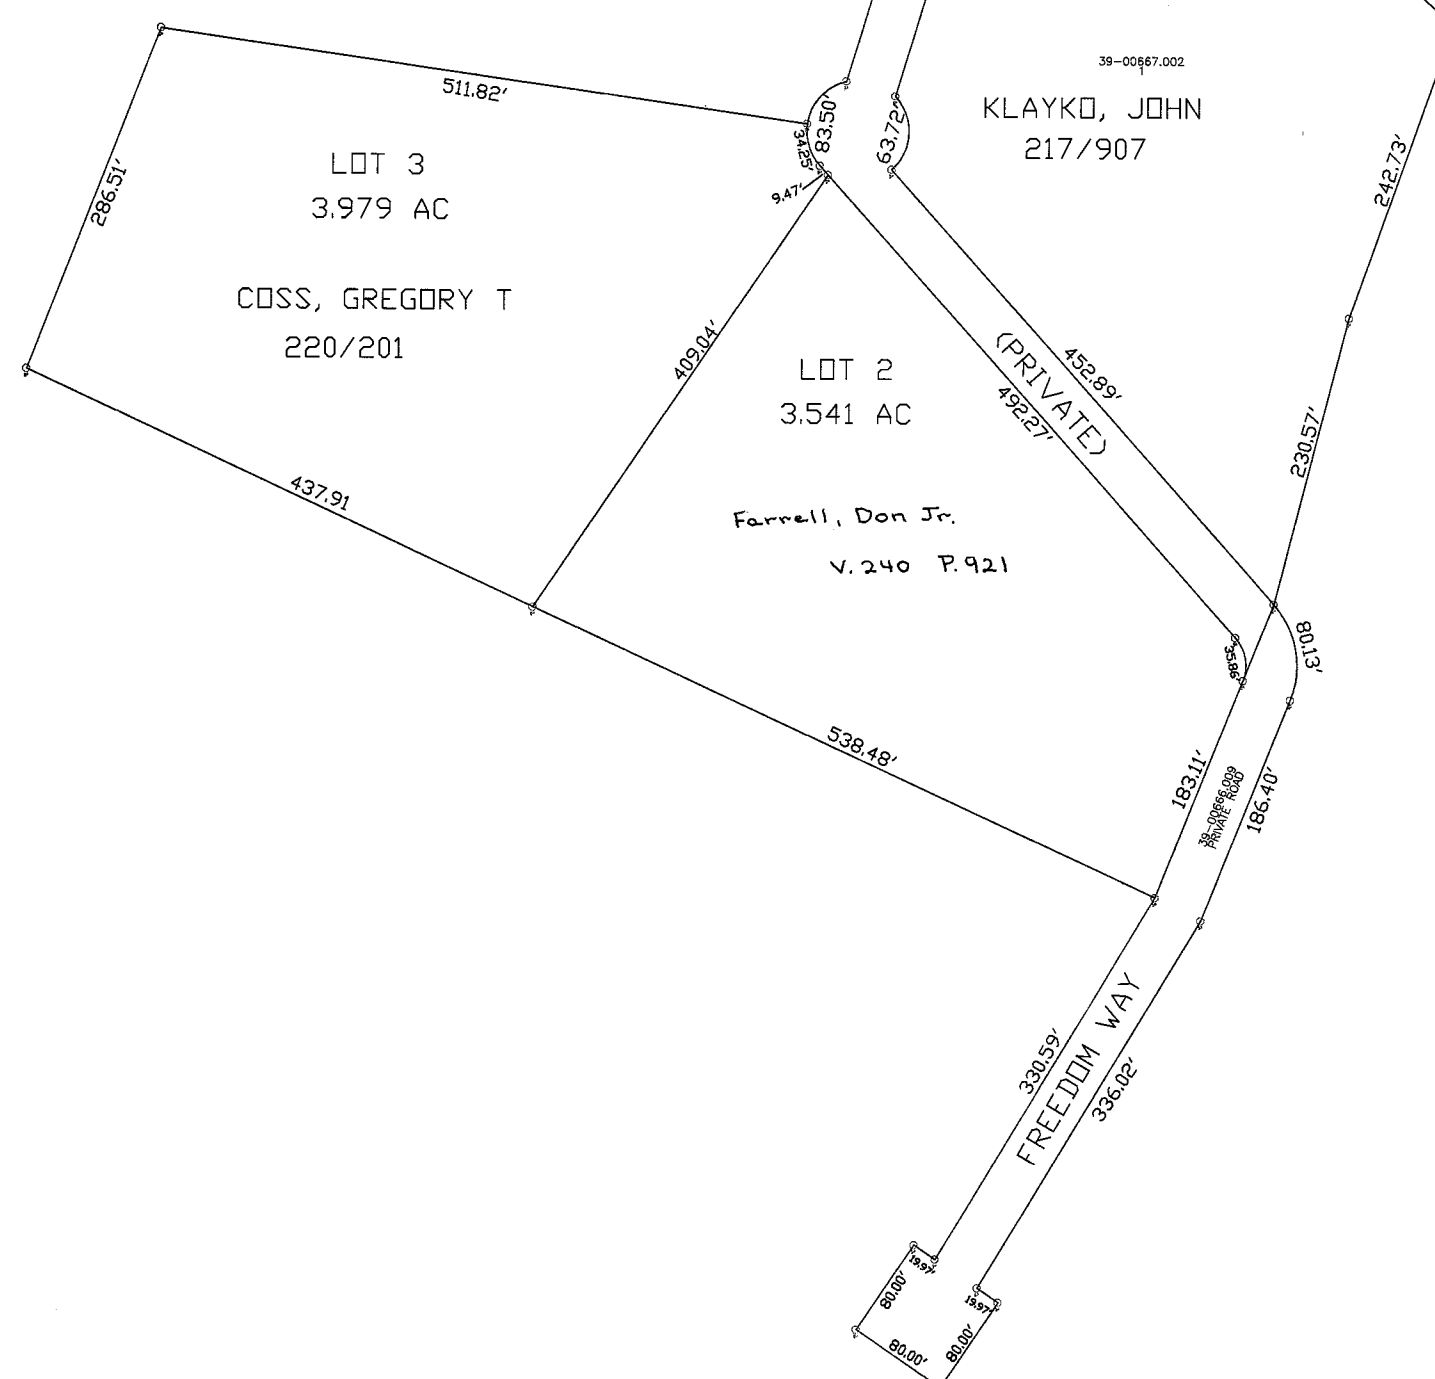 39-00667.002
1
KLAYKO, JOHN
217/907
511.82'
83.50'
63.72'
34.25'
9.47'
242.73'
286.51'
LOT 3
3.979 AC
COSS, GREGORY T
220/201
409.04'
LOT 2
3.541 AC
(PRIVATE)
452.89'
492.27'
230.57'
437.91
Farrell, Don Jr.
V. 240 P. 921
80.13'
35.86'
538.48'
183.11'
39-00666.009
PRIVATE ROAD
186.40'
330.59'
FREEDOM WAY
336.02'
19.97'
80.00'
19.97'
80.00'
80.00'